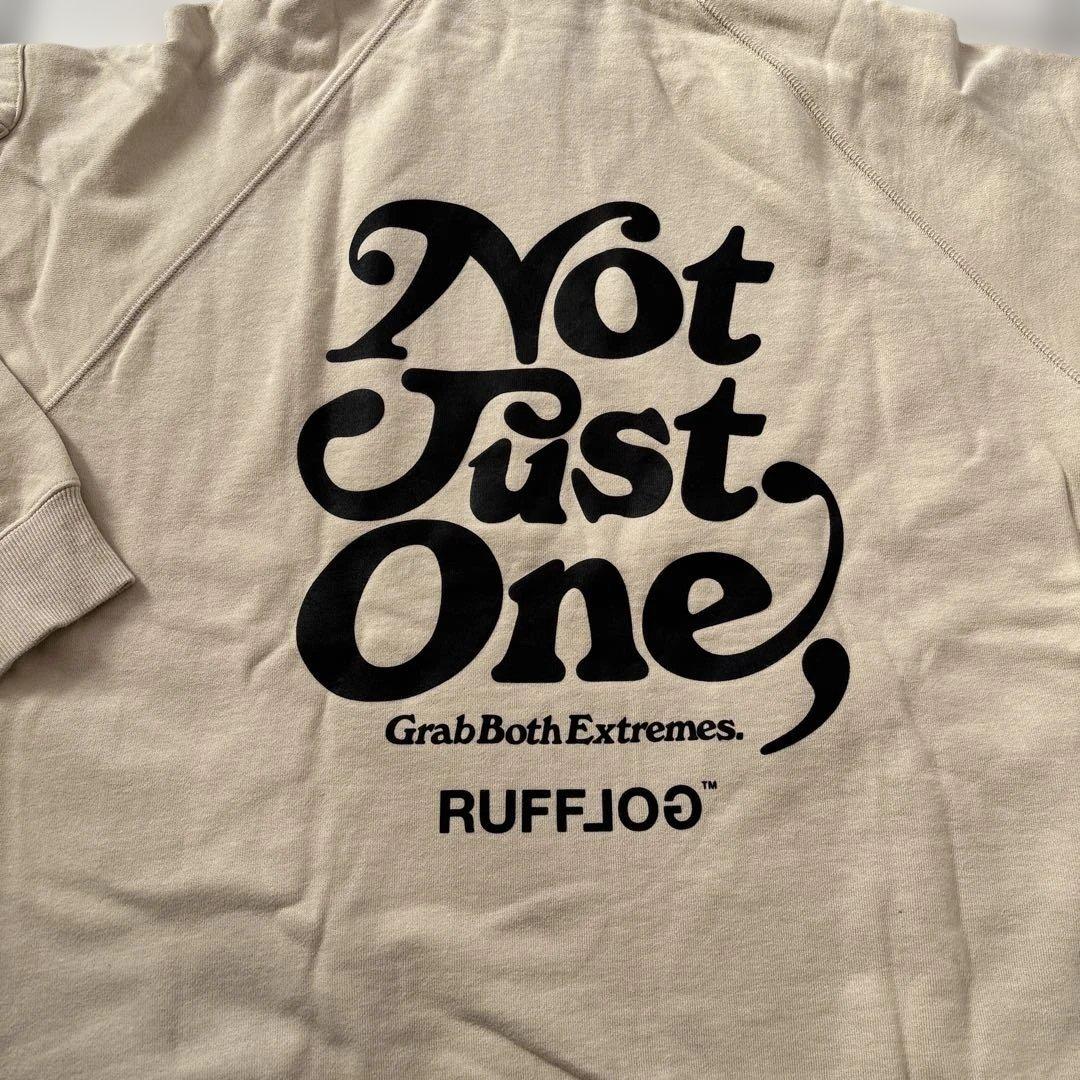 Not
Just
One,
Grab Both Extremes.
RUFFLOG™